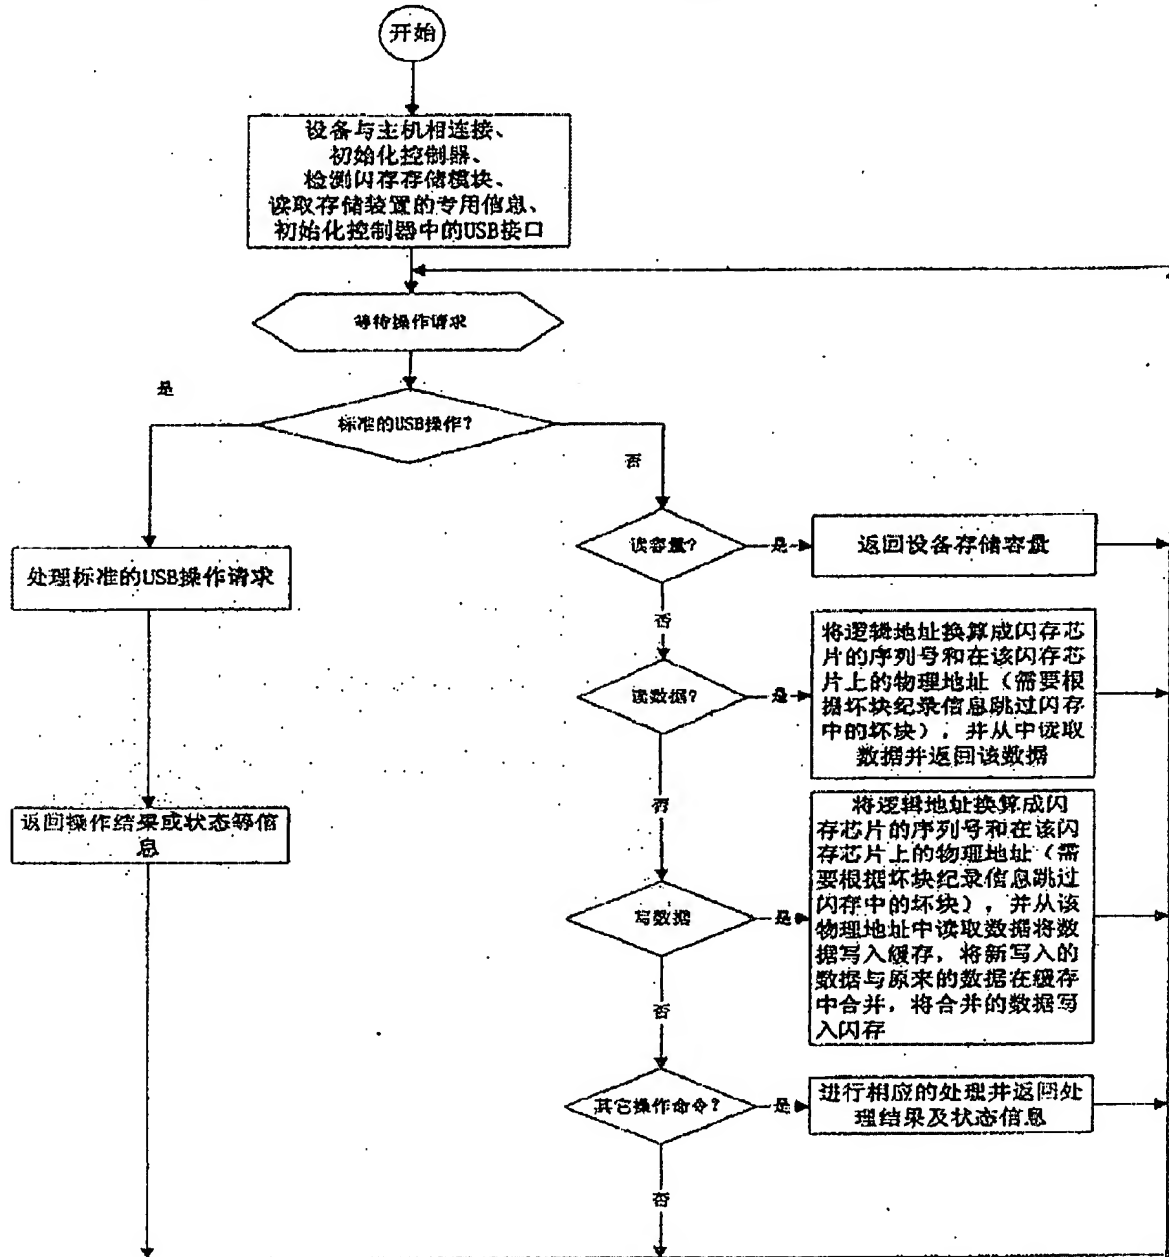 开始
设备与主机相连接、
初始化控制器、
检测闪存存储模块、
读取存储装置的专用信息、
初始化控制器中的USB接口
等待操作请求
是
标准的USB操作?
否
读容量?
是
返回设备存储容量
处理标准的USB操作请求
否
将逻辑地址换算成闪存芯
片的序列号和在该闪存芯
片上的物理地址（需要根
据坏块纪录信息跳过闪存
中的坏块），并从中读取
数据并返回该数据
读数据?
是
否
返回操作结果或状态等信
息
将逻辑地址换算成闪
存芯片的序列号和在该闪
存芯片上的物理地址（需
要根据坏块纪录信息跳过
闪存中的坏块），并从该
物理地址中读取数据将数
据写入缓存，将新写入的
数据与原来的数据在缓存
中合并，将合并的数据写
入闪存
写数据
是
否
其它操作命令?
是
进行相应的处理并返回处
理结果及状态信息
否